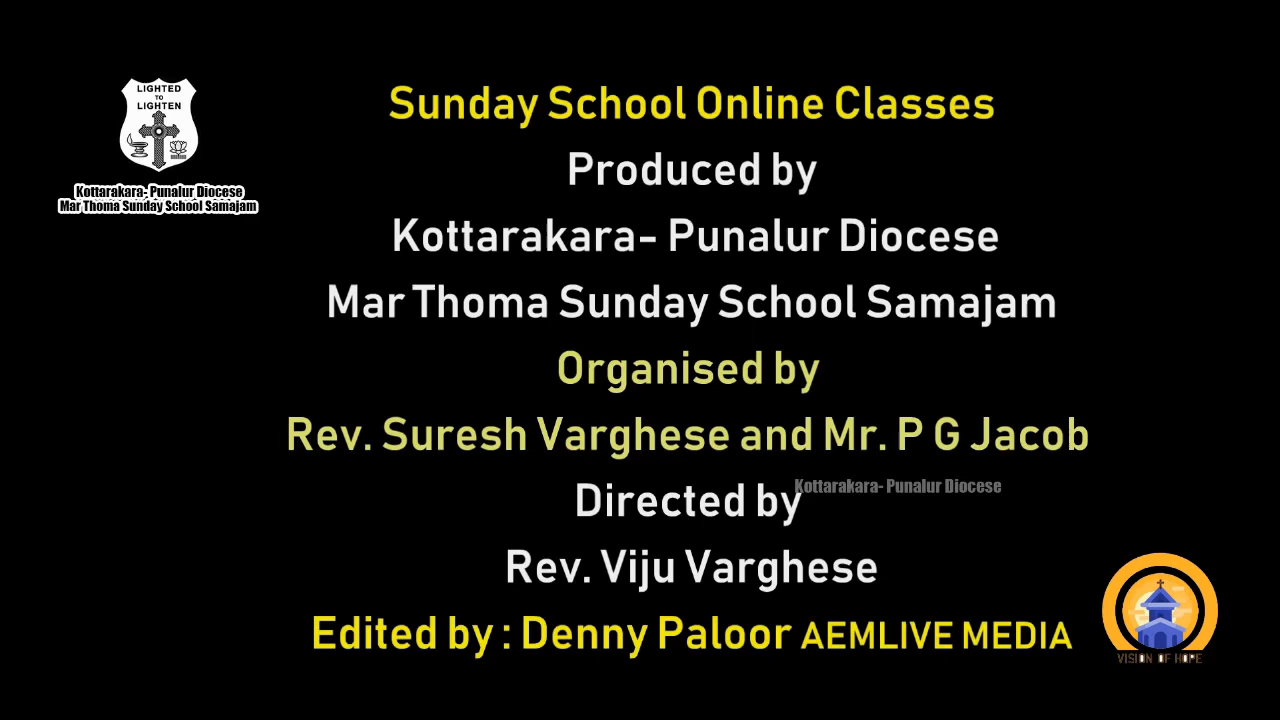 LIGHTED
TO
LIGHTEN
Kottarakara- Punalur Diocese
Mar Thoma Sunday School Samajam
Sunday School Online Classes
Produced by
Kottarakara- Punalur Diocese
Mar Thoma Sunday School Samajam
Organised by
Rev. Suresh Varghese and Mr. P G Jacob
Directed by
Kottarakara- Punalur Diocese
Rev. Viju Varghese
Edited by : Denny Paloor AEMLIVE MEDIA
VISION OF HOPE